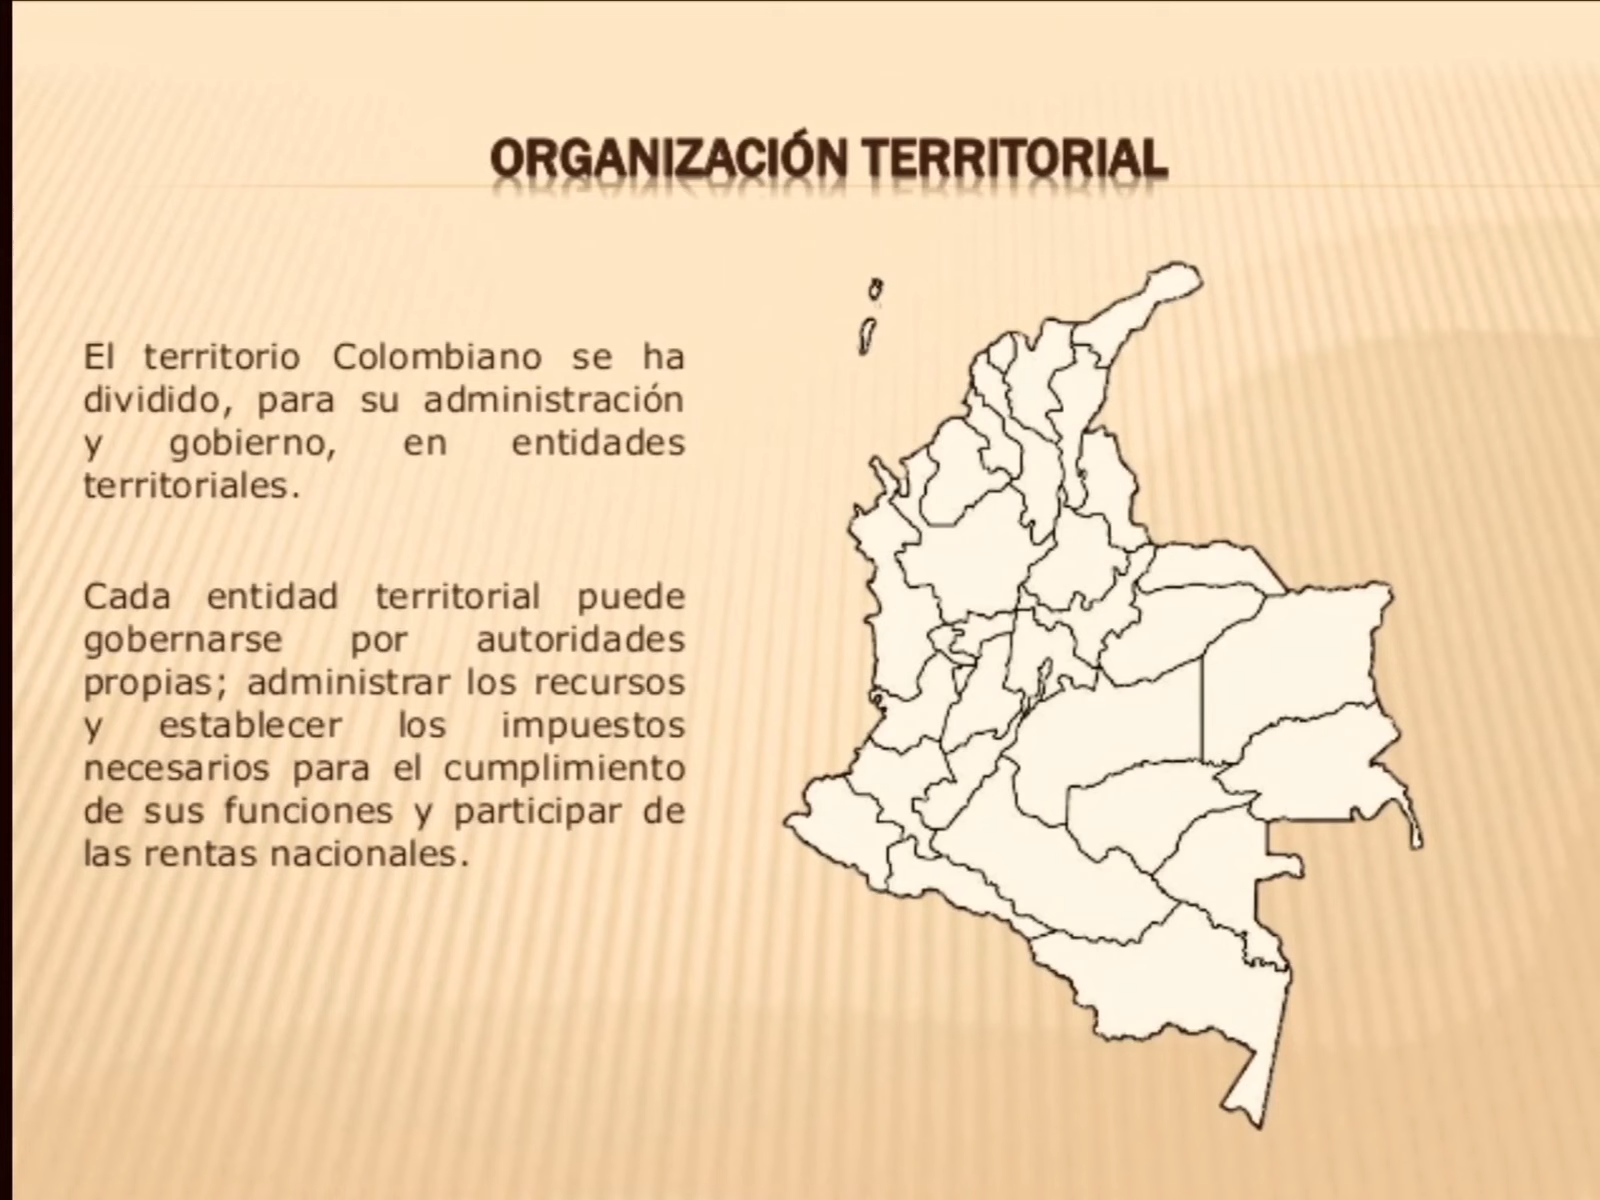 ORGANIZACIÓN TERRITORIAL
El territorio Colombiano se ha
dividido, para su administración
y gobierno, en entidades
territoriales.
Cada entidad territorial puede
gobernarse por autoridades
propias; administrar los recursos
y establecer los impuestos
necesarios para el cumplimiento
de sus funciones y participar de
las rentas nacionales.